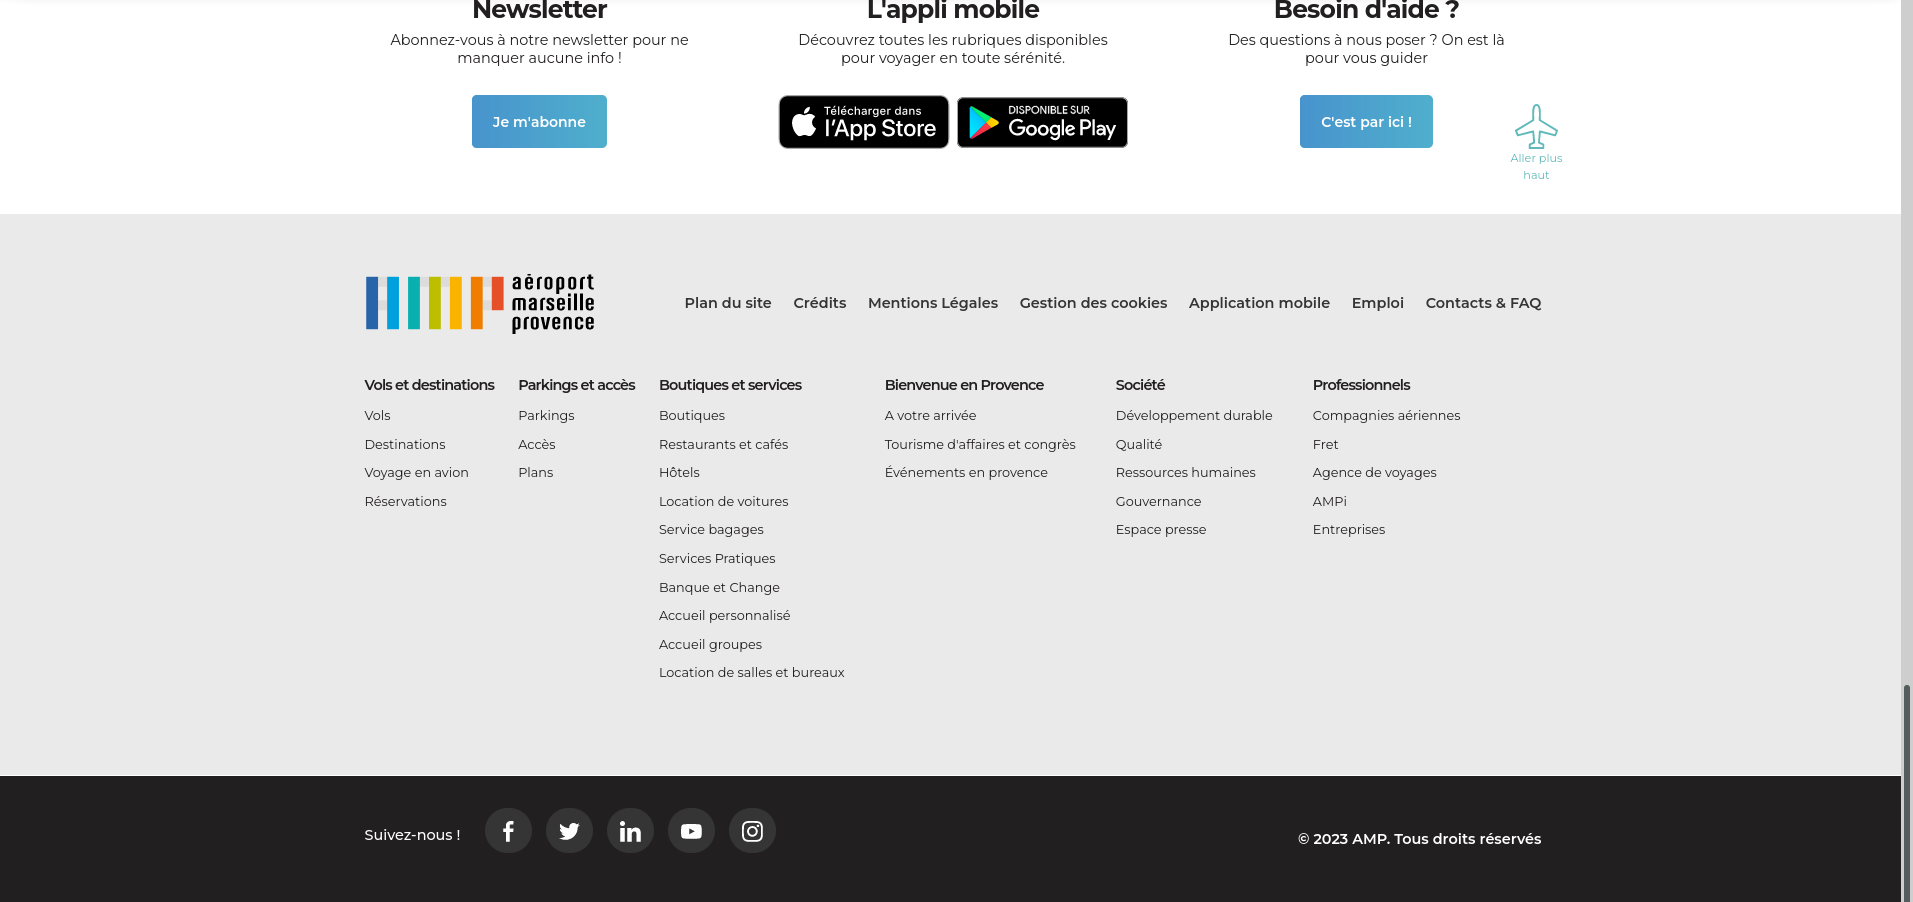 Newsletter
Abonnez-vous à notre newsletter pour ne
manquer aucune info !
Je m'abonne
L'appli mobile
Découvrez toutes les rubriques disponibles
pour voyager en toute sérénité.
Télécharger dans
l'App Store
DISPONIBLE SUR
Google Play
Besoin d'aide ?
Des questions à nous poser ? On est là
pour vous guider
C'est par ici !
Aller plus
haut
aéroport
marseille
provence
Plan du site
Crédits
Mentions Légales
Gestion des cookies
Application mobile
Emploi
Contacts & FAQ
Vols et destinations
Vols
Destinations
Voyage en avion
Réservations
Parkings et accès
Parkings
Accès
Plans
Boutiques et services
Boutiques
Restaurants et cafés
Hôtels
Location de voitures
Service bagages
Services Pratiques
Banque et Change
Accueil personnalisé
Accueil groupes
Location de salles et bureaux
Bienvenue en Provence
A votre arrivée
Tourisme d'affaires et congrès
Événements en provence
Société
Développement durable
Qualité
Ressources humaines
Gouvernance
Espace presse
Professionnels
Compagnies aériennes
Fret
Agence de voyages
AMPi
Entreprises
Suivez-nous !
© 2023 AMP. Tous droits réservés